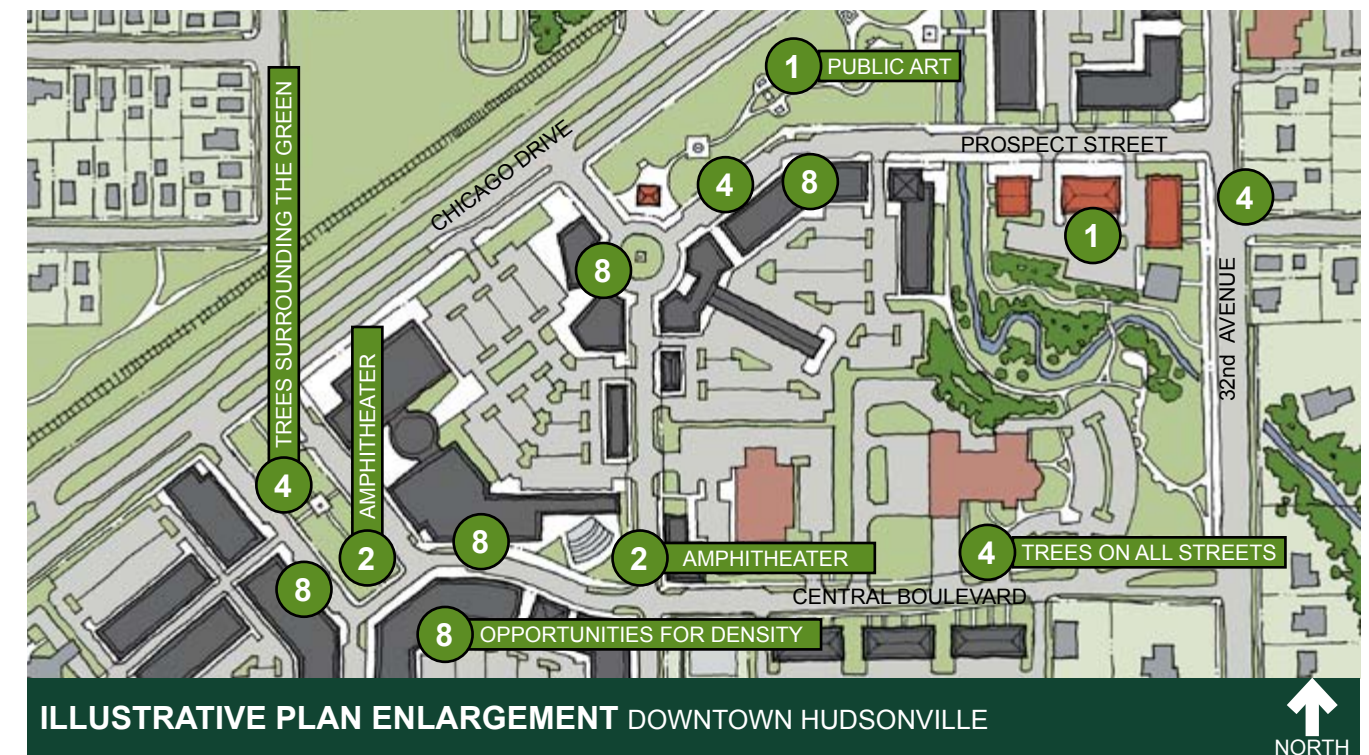 1 PUBLIC ART
CHICAGO DRIVE
PROSPECT STREET
TREES SURROUNDING THE GREEN
4
8
4
1
8
32nd AVENUE
AMPHITHEATER
4
2
8
2 AMPHITHEATER
4 TREES ON ALL STREETS
8
CENTRAL BOULEVARD
8 OPPORTUNITIES FOR DENSITY
ILLUSTRATIVE PLAN ENLARGEMENT DOWNTOWN HUDSONVILLE
NORTH